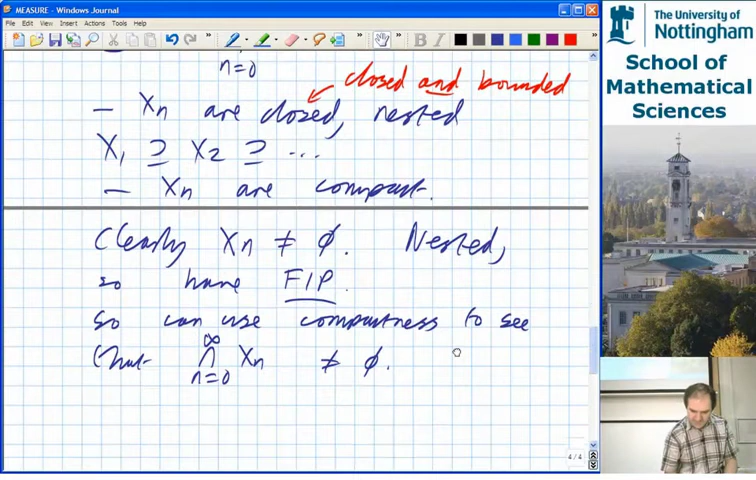 MEASURE - Windows Journal
File Edit View Insert Actions Tools Help
B I
n=0
closed and bounded
– Xn are closed, nested
X1 ⊇ X2 ⊇ ...
– Xn are compact.
Clearly Xn ≠ ∅. Nested,
so have FIP.
so can use compactness to see
that ∞ ∩ n=0 Xn ≠ ∅.
4/4
The University of
Nottingham
School of
Mathematical
Sciences